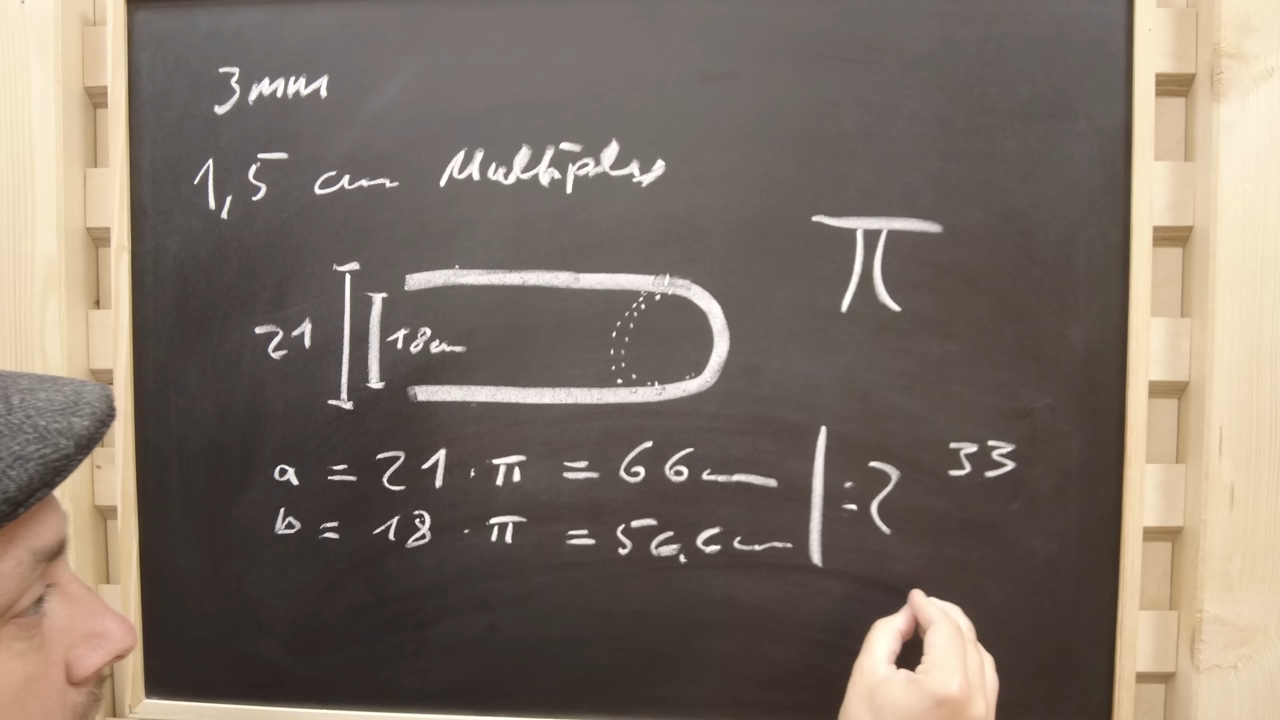 3mm
1,5 cm Multiplex
π
21
18cm
a = 21 · π = 66cm | :2 33
b = 18 · π = 56,6cm